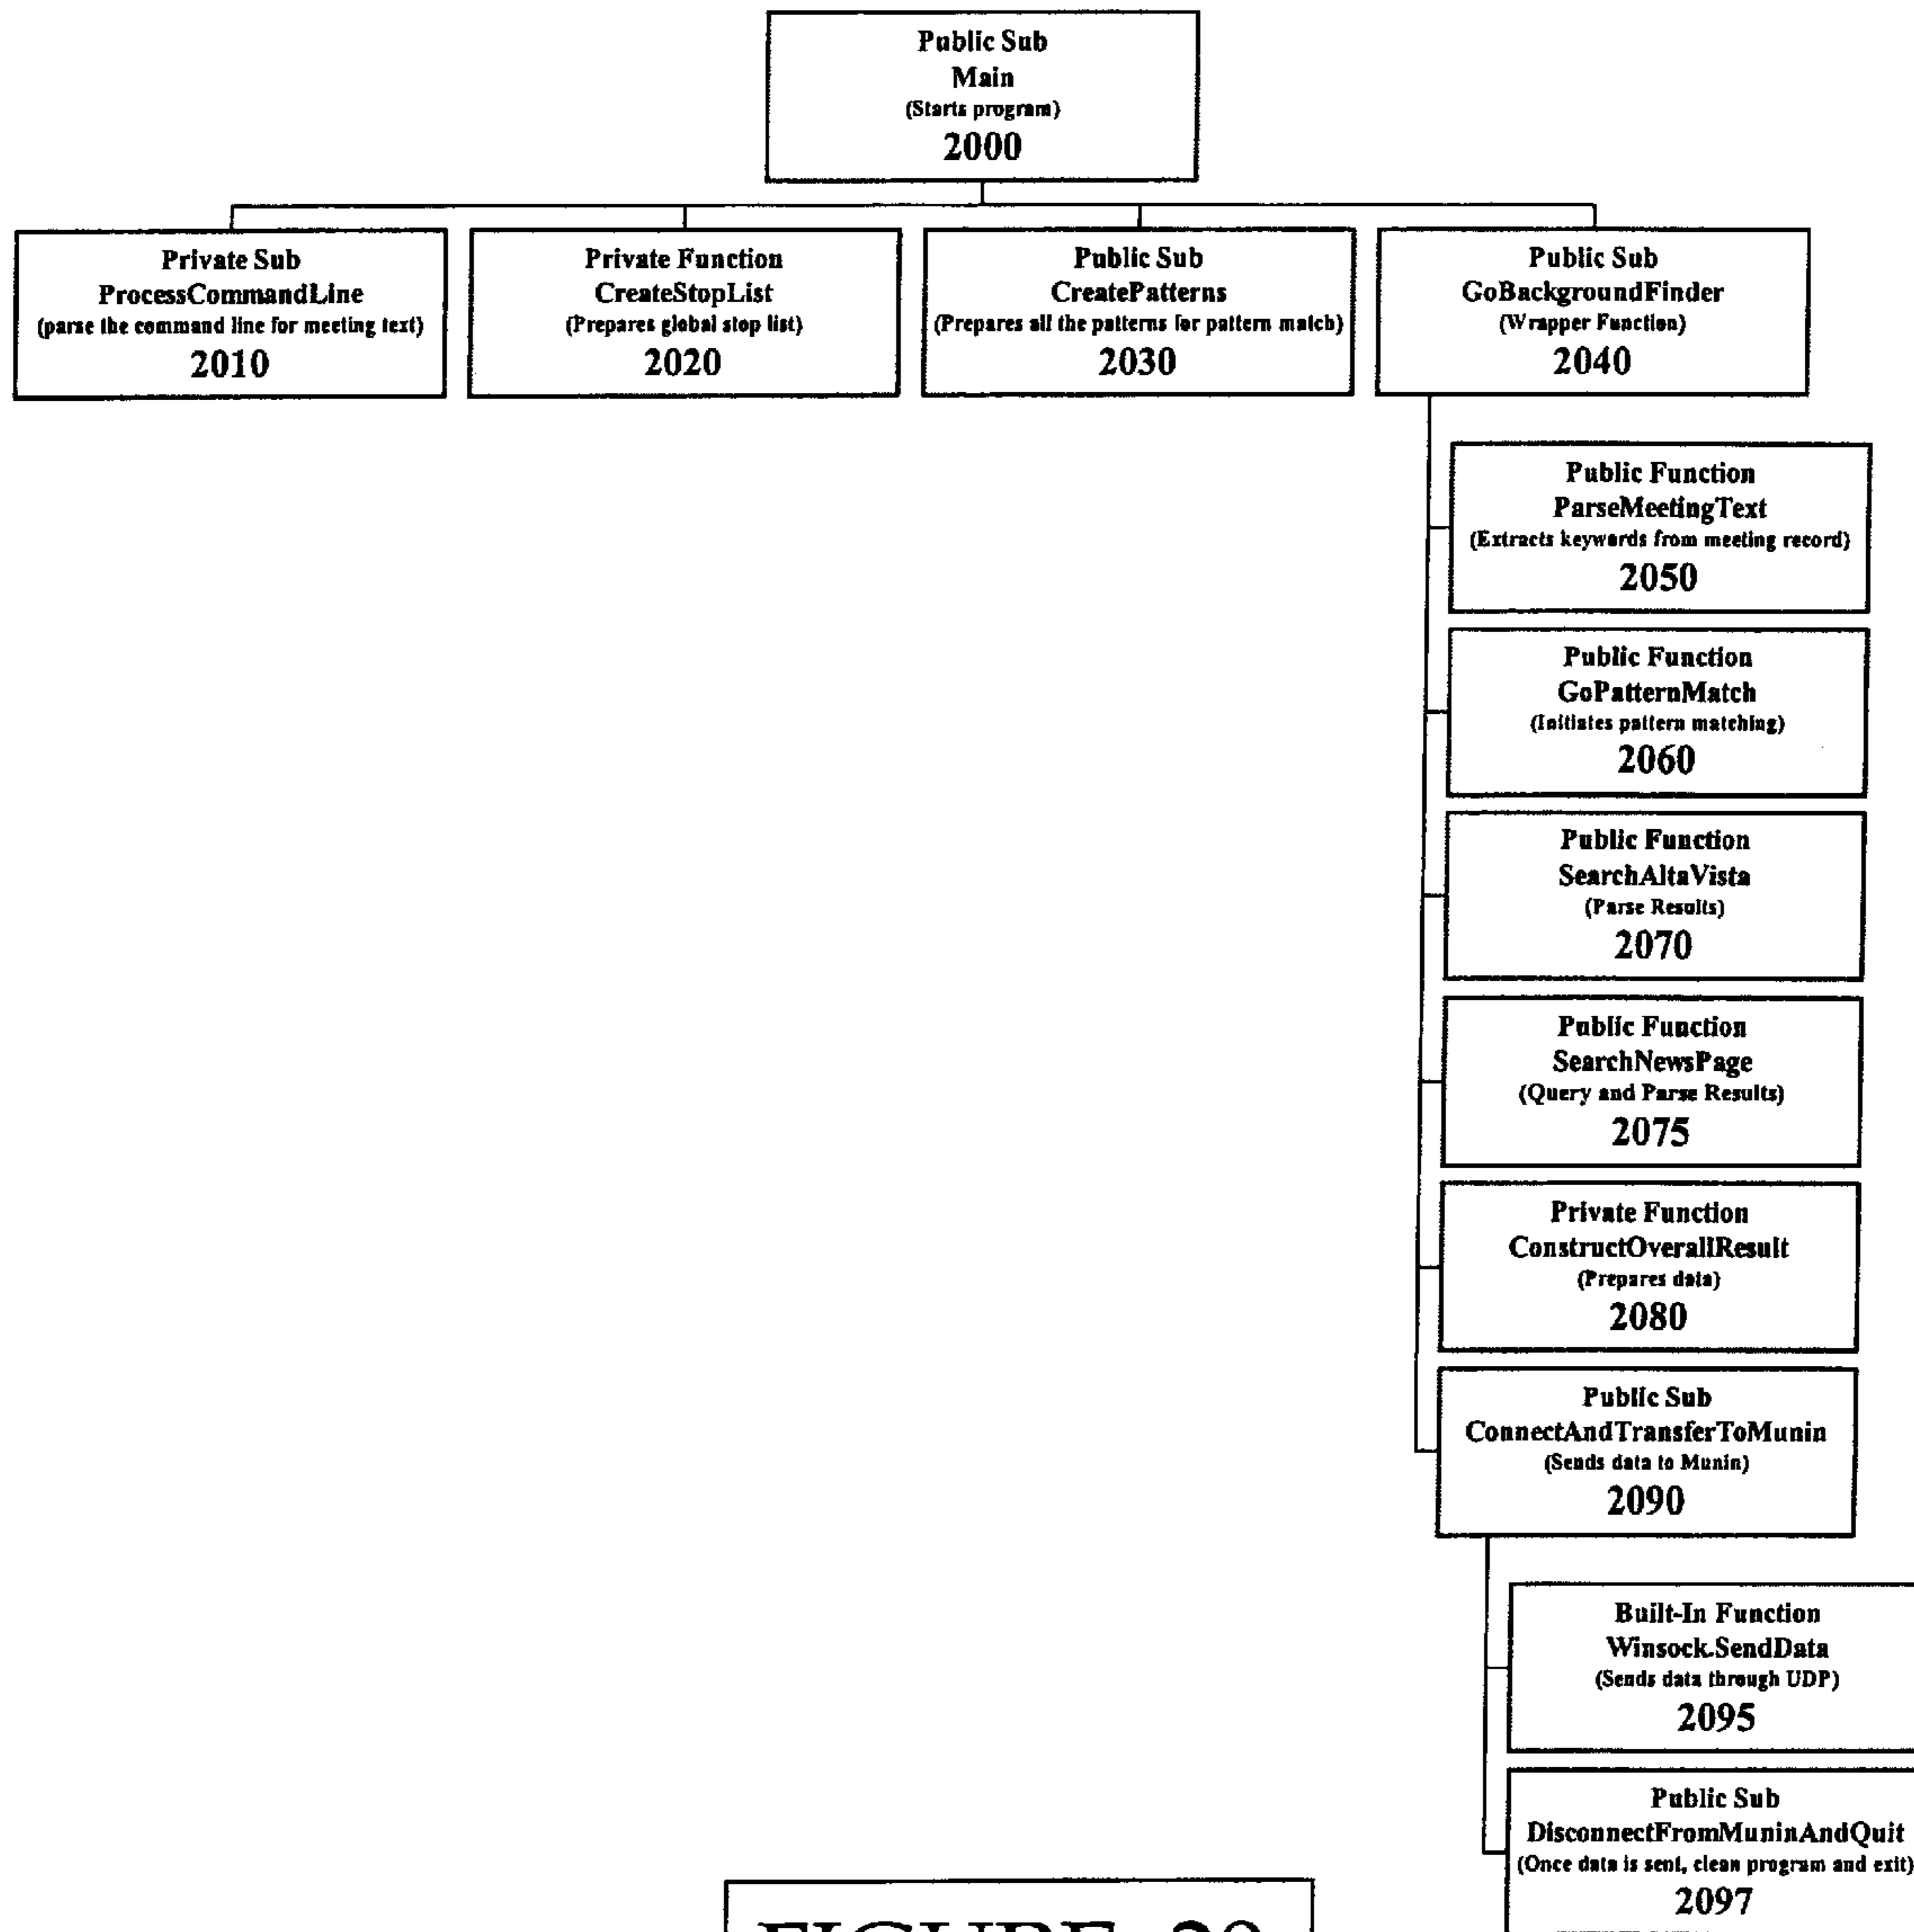 Public Sub
Main
(Starts program)
2000
Private Sub
ProcessCommandLine
(parse the command line for meeting text)
2010
Private Function
CreateStopList
(Prepares global stop list)
2020
Public Sub
CreatePatterns
(Prepares all the patterns for pattern match)
2030
Public Sub
GoBackgroundFinder
(Wrapper Function)
2040
Public Function
ParseMeetingText
(Extracts keywords from meeting record)
2050
Public Function
GoPatternMatch
(Initiates pattern matching)
2060
Public Function
SearchAltaVista
(Parse Results)
2070
Public Function
SearchNewsPage
(Query and Parse Results)
2075
Private Function
ConstructOverallResult
(Prepares data)
2080
Public Sub
ConnectAndTransferToMunin
(Sends data to Munin)
2090
Built-In Function
Winsock.SendData
(Sends data through UDP)
2095
Public Sub
DisconnectFromMuninAndQuit
(Once data is sent, clean program and exit)
2097
FIGURE 20